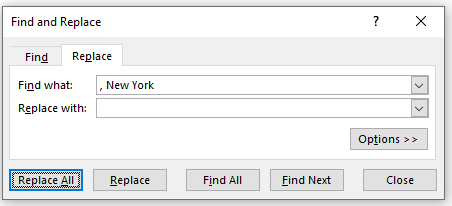 Find and Replace ? ×
Find Replace
Find what: , New York
Replace with:
Options >>
Replace All Replace Find All Find Next Close